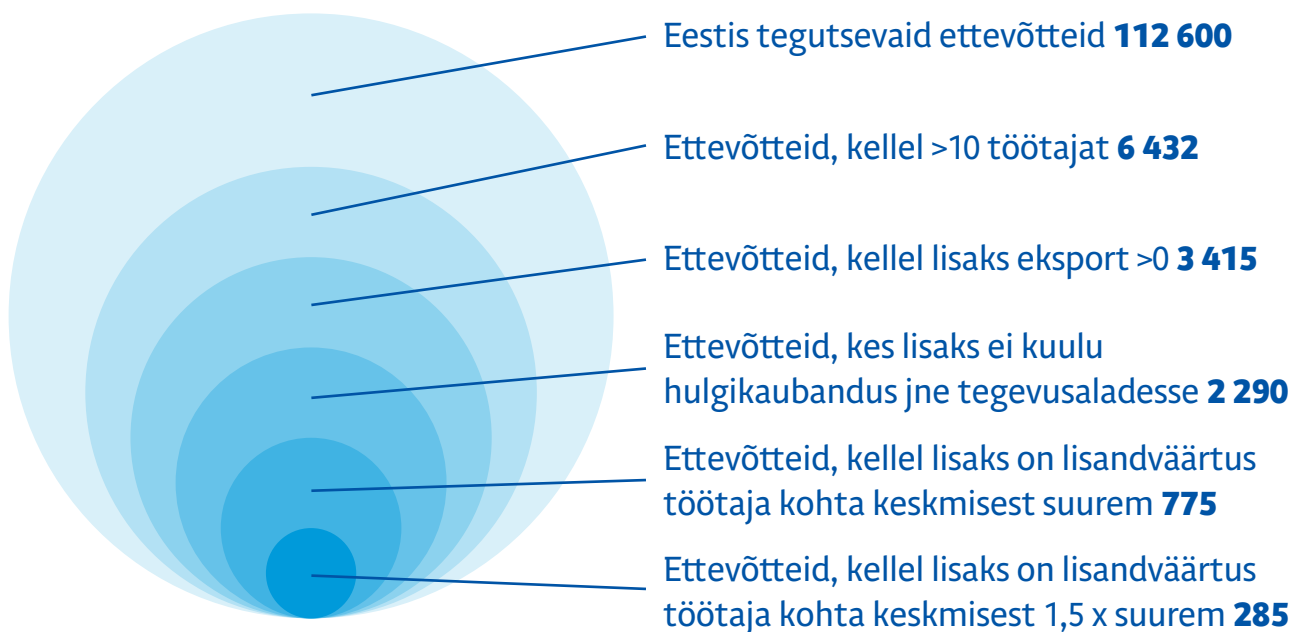 Eestis tegutsevaid ettevõtteid 112 600
Ettevõtteid, kellel >10 töötajat 6 432
Ettevõtteid, kellel lisaks eksport >0 3 415
Ettevõtteid, kes lisaks ei kuulu
hulgikaubandus jne tegevusaladesse 2 290
Ettevõtteid, kellel lisaks on lisandväärtus
töötaja kohta keskmisest suurem 775
Ettevõtteid, kellel lisaks on lisandväärtus
töötaja kohta keskmisest 1,5 x suurem 285